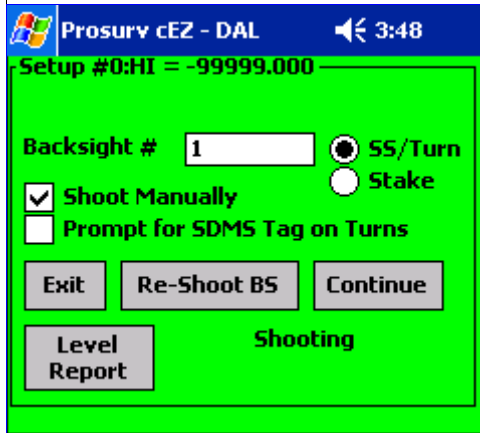 Prosurv cEZ - DAL 3:48
Setup #0:HI = -99999.000
Backsight # 1 SS/Turn
Stake
Shoot Manually
Prompt for SDMS Tag on Turns
Exit Re-Shoot BS Continue
Level Shooting
Report